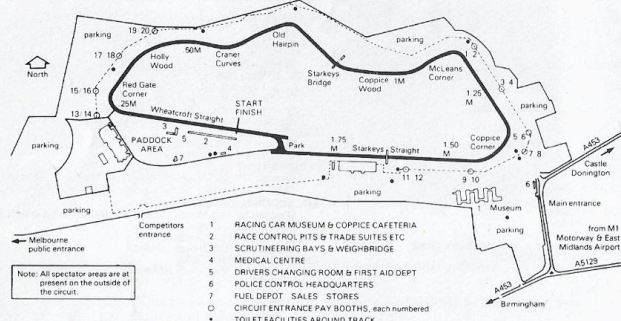 19 20
parking
17 18
15/16
13/14
North
parking
parking
Holly
Wood
50M
Craner
Curves
Old
Hairpin
Starkeys
Bridge
Coppice
Wood
1M
McLeans
Corner
parking
1
2
3
4
1 25
M
parking
Red Gate
Corner
25M
Wheatcroft Straight
START
FINISH
3
5
2
PADDOCK
AREA
7
4
Park
1.75
M
Starkeys Straight
1.50
M
Coppice
Corner
5
6
7 8
9 10
11 12
parking
parking
Competitors
entrance
Melbourne
public entrance
1
Museum
parking
6
Main entrance
A453
Castle
Donington
from M1
Motorway & East
Midlands Airport
A5129
A453
Birmingham
Note: All spectator areas are at
present on the outside of
the circuit.
1 RACING CAR MUSEUM & COPPICE CAFETERIA
2 RACE CONTROL PITS & TRADE SUITES ETC
3 SCRUTINEERING BAYS & WEIGHBRIDGE
4 MEDICAL CENTRE
5 DRIVERS CHANGING ROOM & FIRST AID DEPT
6 POLICE CONTROL HEADQUARTERS
7 FUEL DEPOT SALES STORES
CIRCUIT ENTRANCE PAY BOOTHS, each numbered
TOILET FACILITIES AROUND TRACK